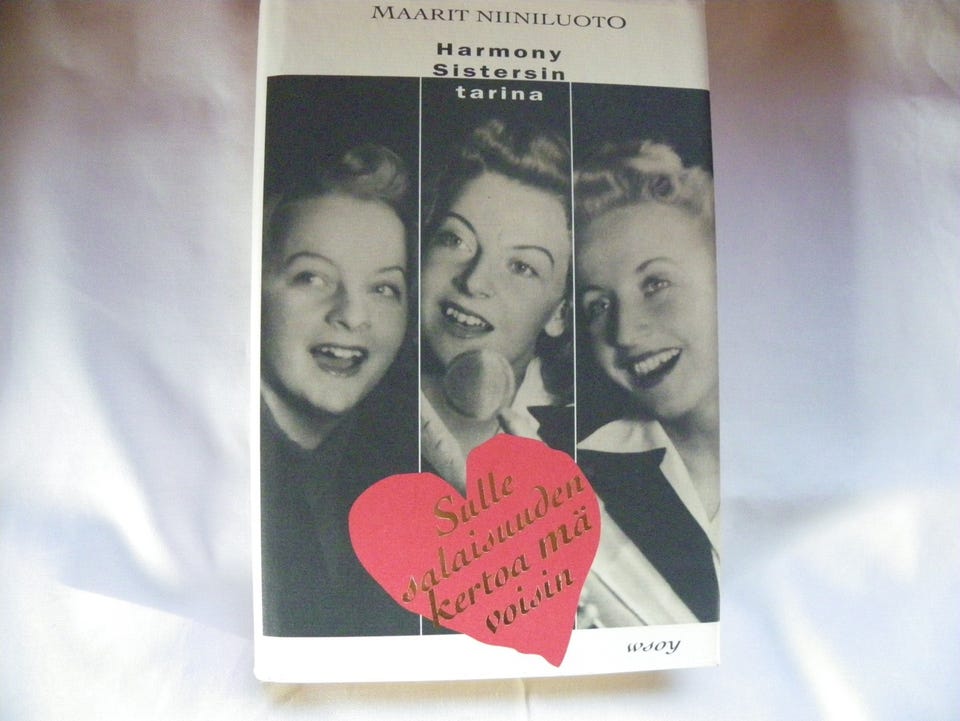 MAARIT NIINILUOTO
Harmony
Sistersin
tarina
Sulle
salaisuuden
kertoa mä
voisin
wsoy